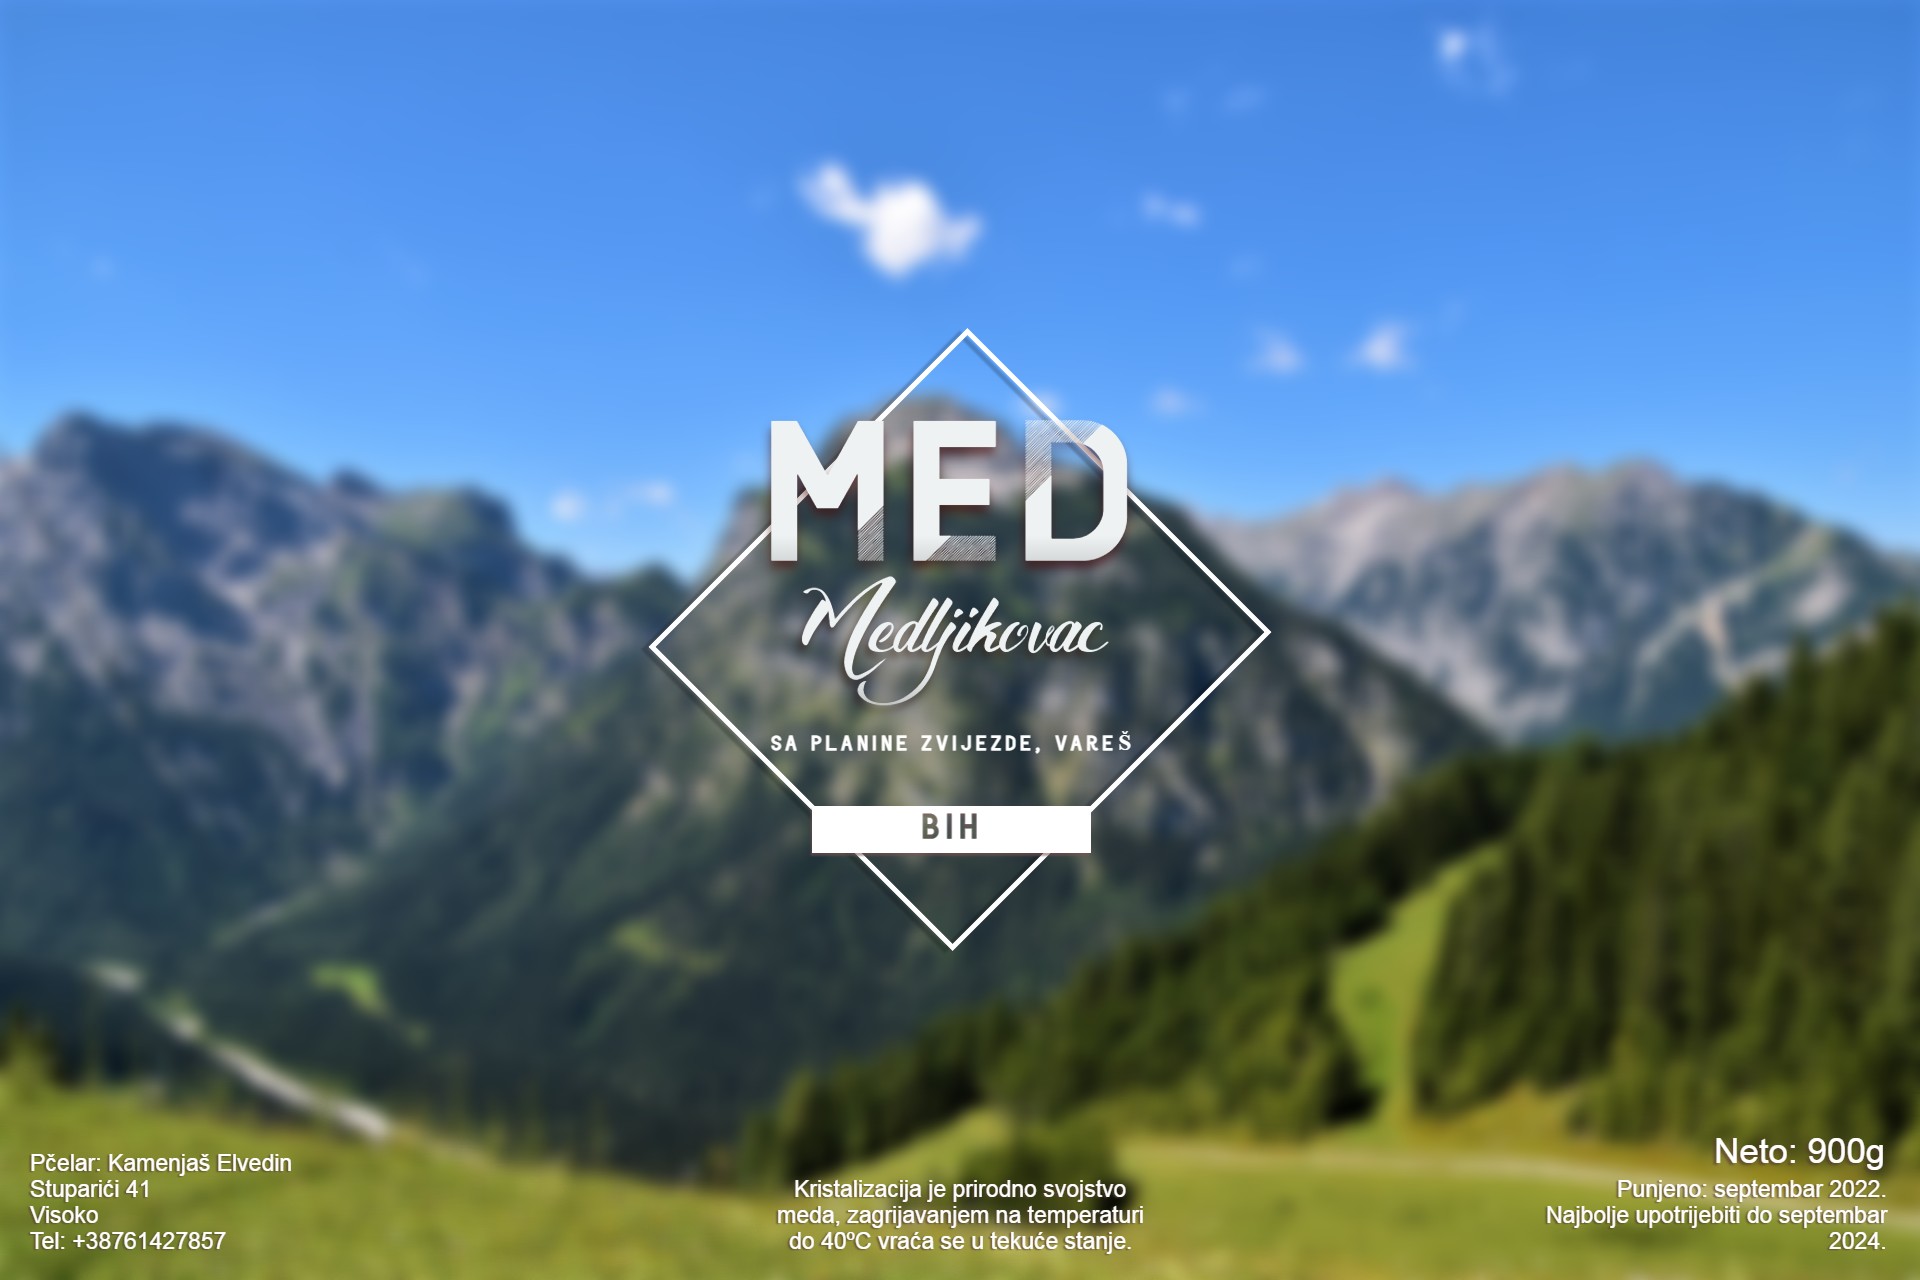 MED
Medljikovac
SA PLANINE ZVIJEZDE, VAREŠ
BIH
Pčelar: Kamenjaš Elvedin
Stuparići 41
Visoko
Tel: +38761427857
Kristalizacija je prirodno svojstvo
meda, zagrijavanjem na temperaturi
do 40ºC vraća se u tekuće stanje.
Neto: 900g
Punjeno: septembar 2022.
Najbolje upotrijebiti do septembar
2024.